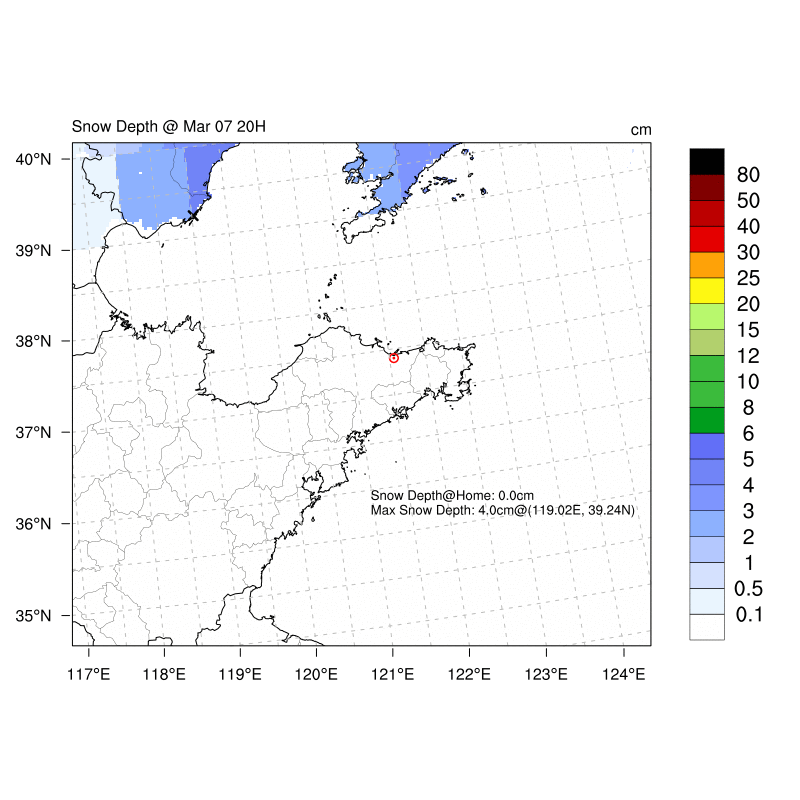 Snow Depth @ Mar 07 20H
cm
40°N
39°N
38°N
37°N
36°N
35°N
117°E
118°E
119°E
120°E
121°E
122°E
123°E
124°E
Snow Depth@Home: 0.0cm
Max Snow Depth: 4.0cm@(119.02E, 39.24N)
80
50
40
30
25
20
15
12
10
8
6
5
4
3
2
1
0.5
0.1